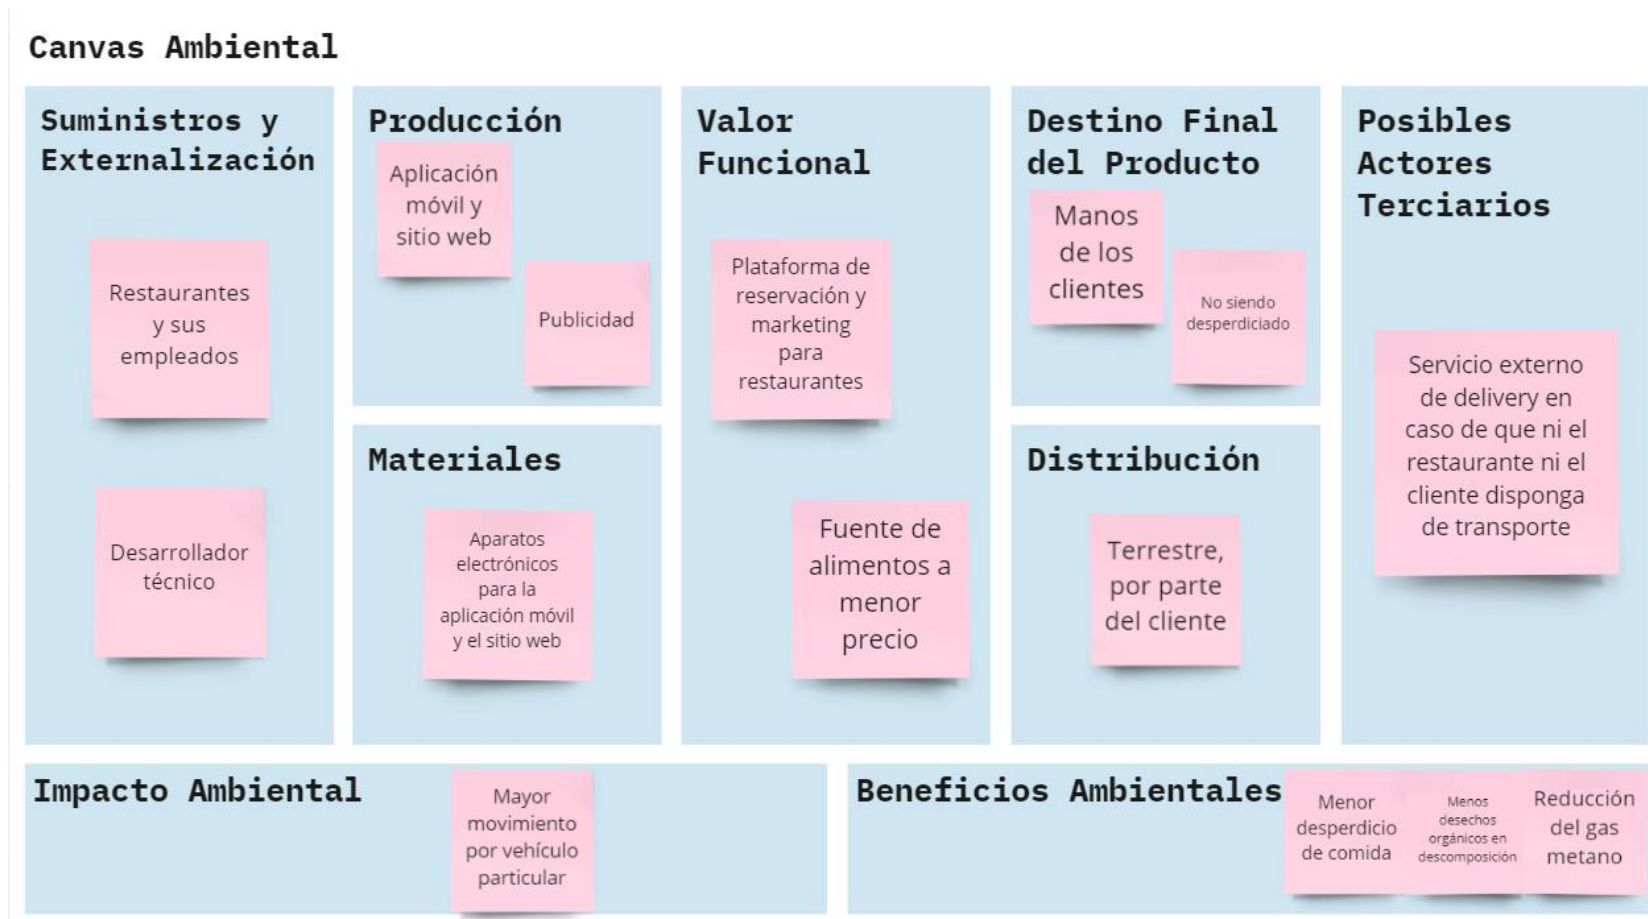 Canvas Ambiental
Suministros y
Externalización
Restaurantes
y sus
empleados
Desarrollador
técnico
Producción
Aplicación
móvil y
sitio web
Publicidad
Materiales
Aparatos
electrónicos
para la
aplicación móvil
y el sitio web
Valor
Funcional
Plataforma de
reservación y
marketing
para
restaurantes
Fuente de
alimentos a
menor
precio
Destino Final
del Producto
Manos
de los
clientes
No siendo
desperdiciado
Distribución
Terrestre,
por parte
del cliente
Posibles
Actores
Terciarios
Servicio externo
de delivery en
caso de que ni el
restaurante ni el
cliente disponga
de transporte
Impacto Ambiental
Mayor
movimiento
por vehículo
particular
Beneficios Ambientales
Menor
desperdicio
de comida
Menos
desechos
orgánicos en
descomposición
Reducción
del gas
metano